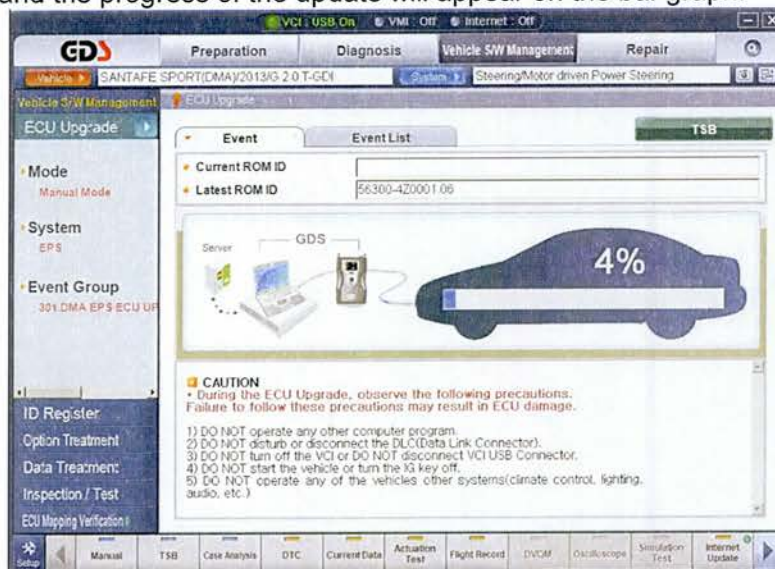 and the progress of the update will appear on the bar graph.
VCI : USB On VMI : Off Internet : Off
GDS Preparation Diagnosis Vehicle S/W Management Repair
Vehicle SANTAFE SPORT(DMA)/2013/G 2.0 T-GDI System Steering/Motor driven Power Steering
Vehicle S/W Management
ECU Upgrade
ECU Upgrade
Event Event List TSB
Current ROM ID
Latest ROM ID 56300-4Z0001.06
Mode
Manual Mode
System
EPS
Event Group
301.DMA EPS ECU UP
Server GDS
4%
CAUTION
• During the ECU Upgrade, observe the following precautions.
Failure to follow these precautions may result in ECU damage.
1) DO NOT operate any other computer program.
2) DO NOT disturb or disconnect the DLC(Data Link Connector).
3) DO NOT turn off the VCI or DO NOT disconnect VCI USB Connector.
4) DO NOT start the vehicle or turn the IG key off.
5) DO NOT operate any of the vehicles other systems(climate control, lighting,
audio, etc.)
ID Register
Option Treatment
Data Treatment
Inspection / Test
ECU Mapping Verification
Setup Manual TSB Case Analysis DTC Current Data Actuation Test Flight Record DVOM Oscilloscope Simulation Test Internet Update